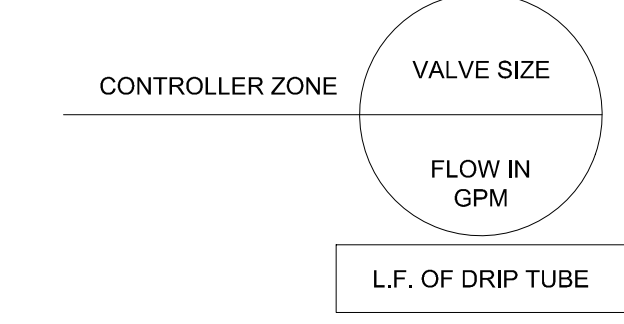 VALVE SIZE
CONTROLLER ZONE
FLOW IN
GPM
L.F. OF DRIP TUBE